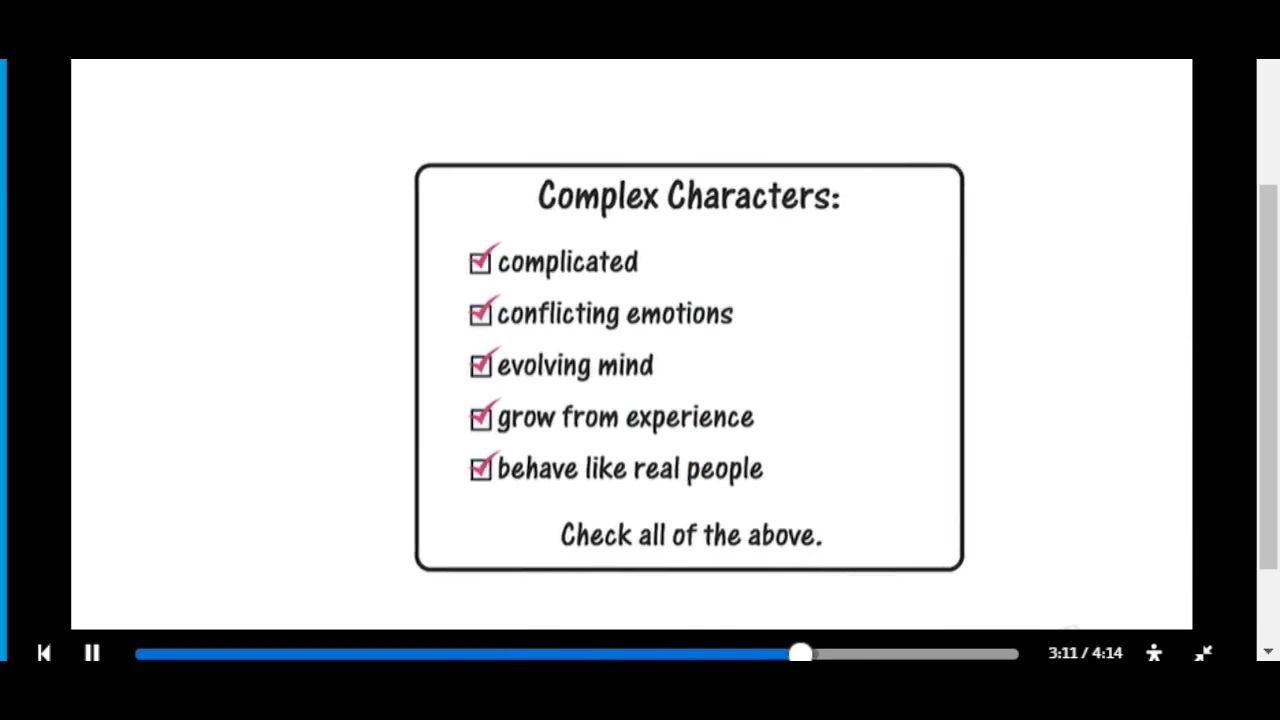 Complex Characters:
complicated
conflicting emotions
evolving mind
grow from experience
behave like real people
Check all of the above.
3:11 / 4:14